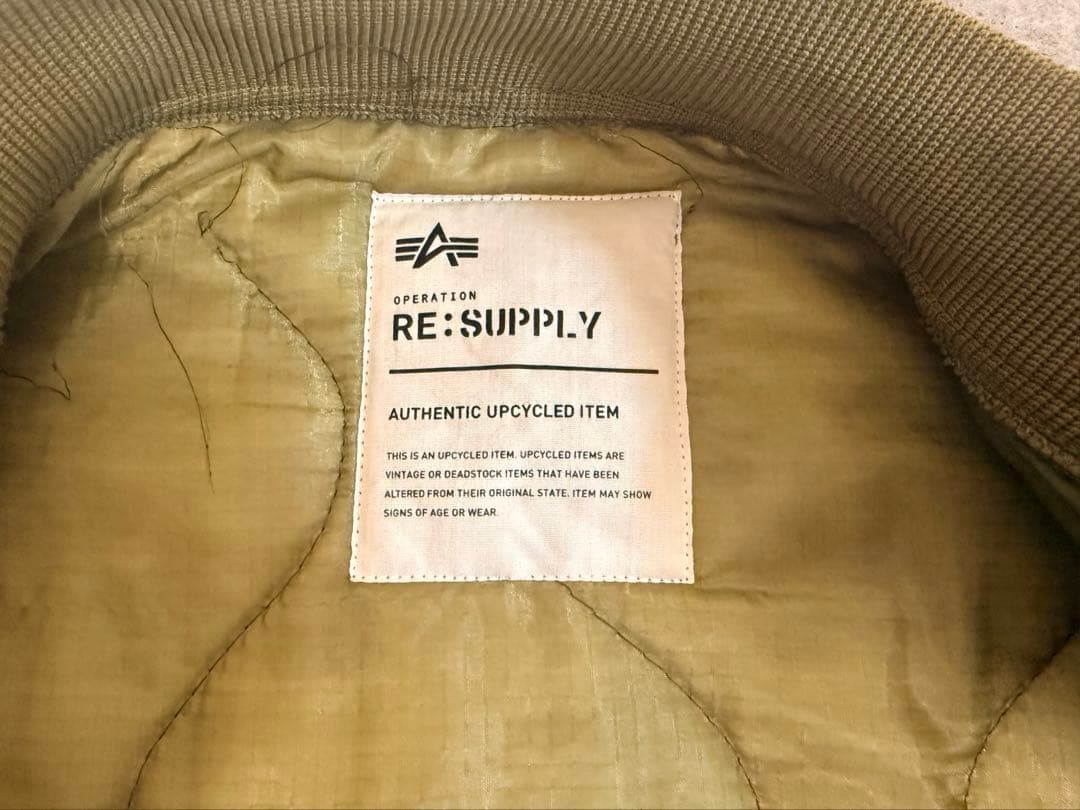 OPERATION
RE:SUPPLY
AUTHENTIC UPCYCLED ITEM
THIS IS AN UPCYCLED ITEM. UPCYCLED ITEMS ARE
VINTAGE OR DEADSTOCK ITEMS THAT HAVE BEEN
ALTERED FROM THEIR ORIGINAL STATE. ITEM MAY SHOW
SIGNS OF AGE OR WEAR.